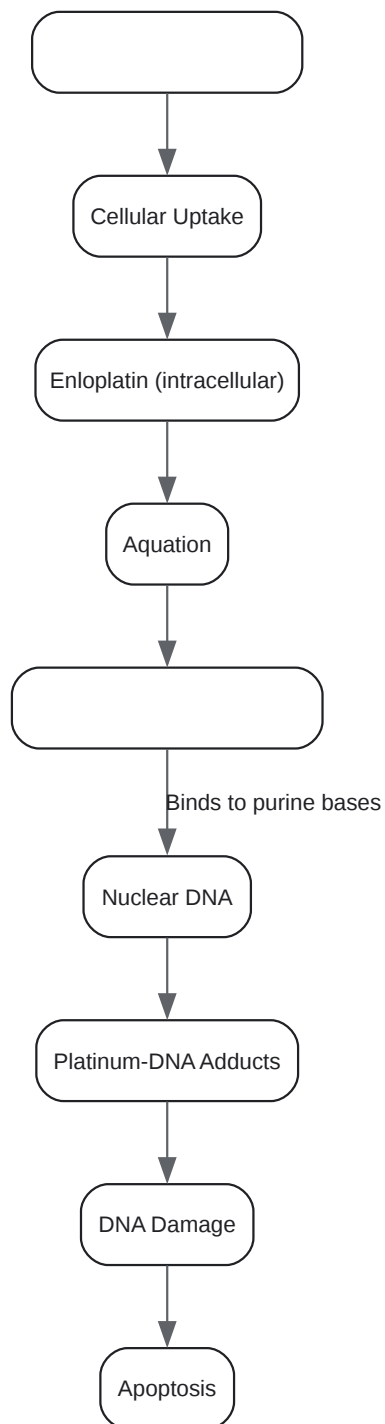 Cellular Uptake
Enloplatin (intracellular)
Aquation
Binds to purine bases
Nuclear DNA
Platinum-DNA Adducts
DNA Damage
Apoptosis